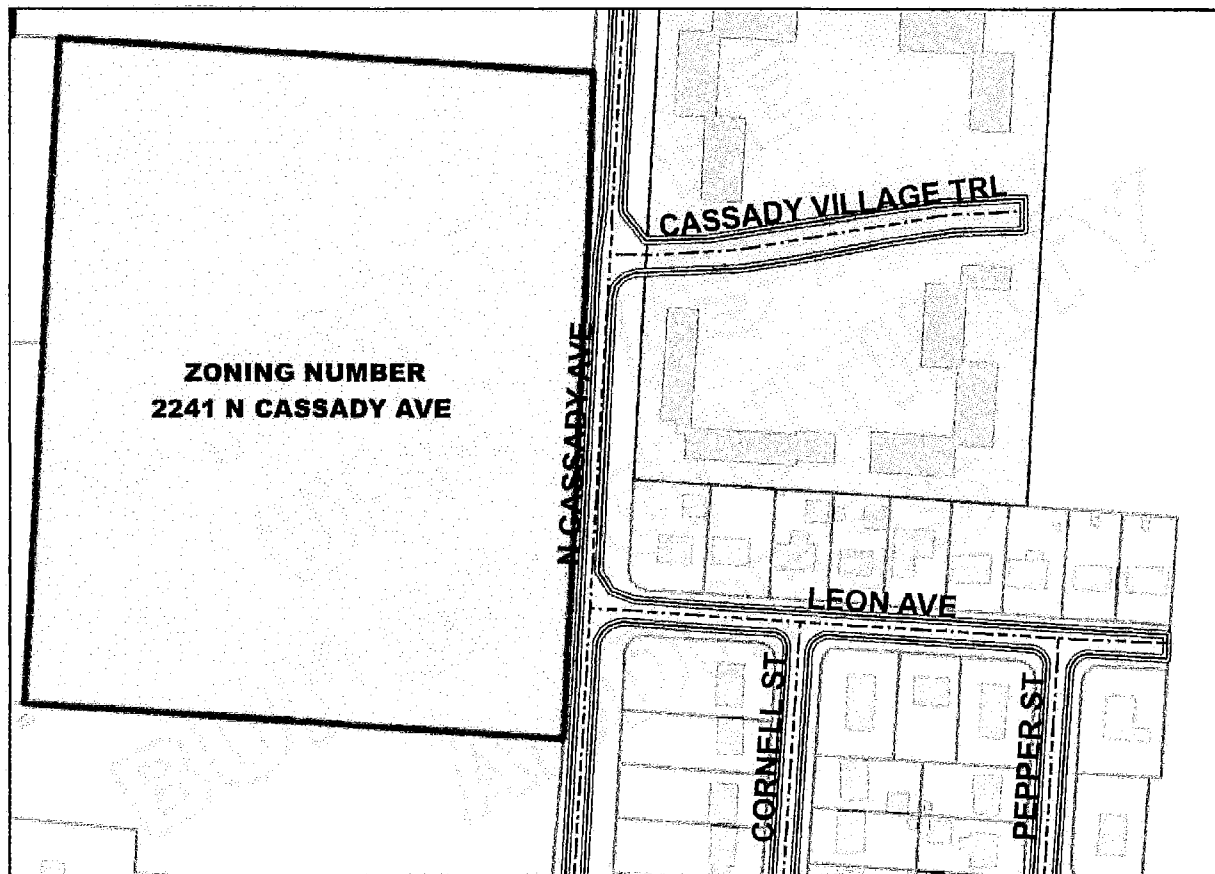 CASSADY VILLAGE TRL
ZONING NUMBER
2241 N CASSADY AVE
N CASSADY AVE
LEON AVE
CORNELL ST
PEPPER ST